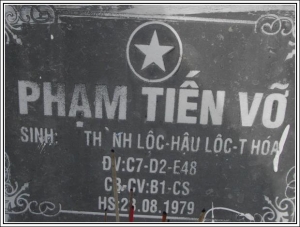 PHẠM TIẾN VÕ
SINH: TH̀NH LỘC-HẬU LỘC-T HÓA
ĐV:C7-D2-E48
CB-CV:B1-CS
HS:23.08.1979